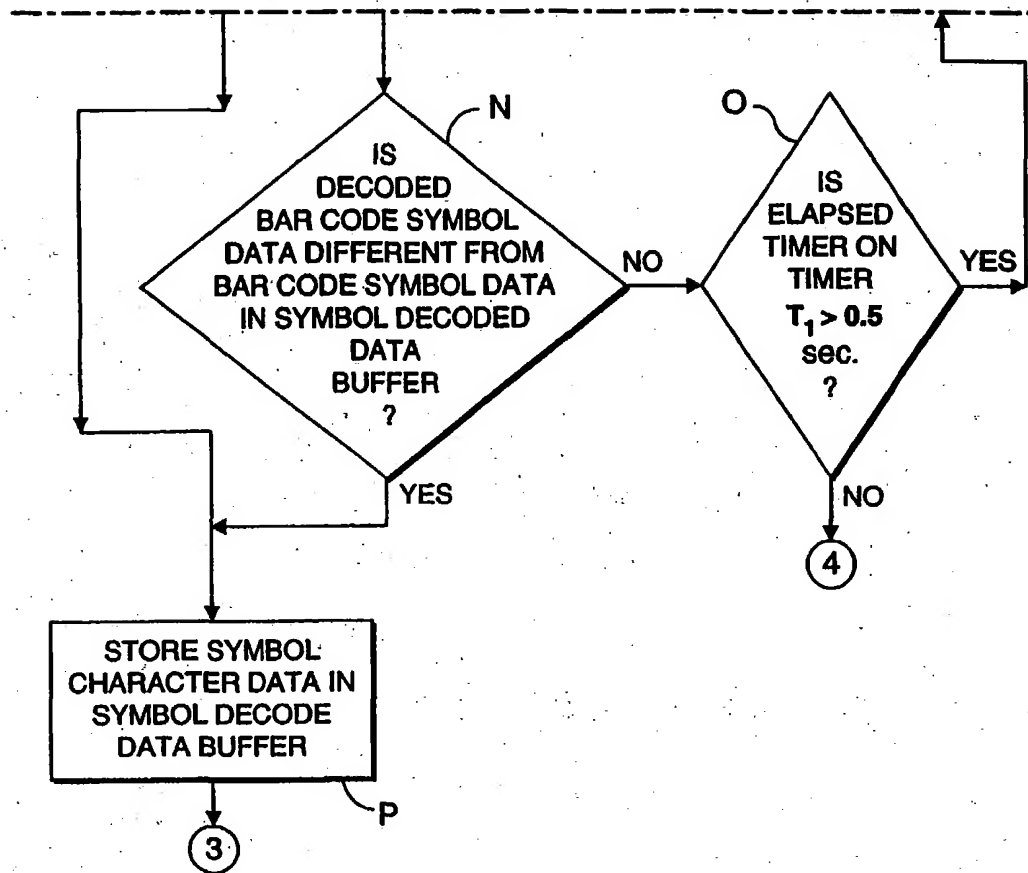 N
IS
DECODED
BAR CODE SYMBOL
DATA DIFFERENT FROM
BAR CODE SYMBOL DATA
IN SYMBOL DECODED
DATA
BUFFER
?
NO
YES
O
IS
ELAPSED
TIMER ON
TIMER
T₁ > 0.5
sec.
?
YES
NO
4
STORE SYMBOL
CHARACTER DATA IN
SYMBOL DECODE
DATA BUFFER
P
3